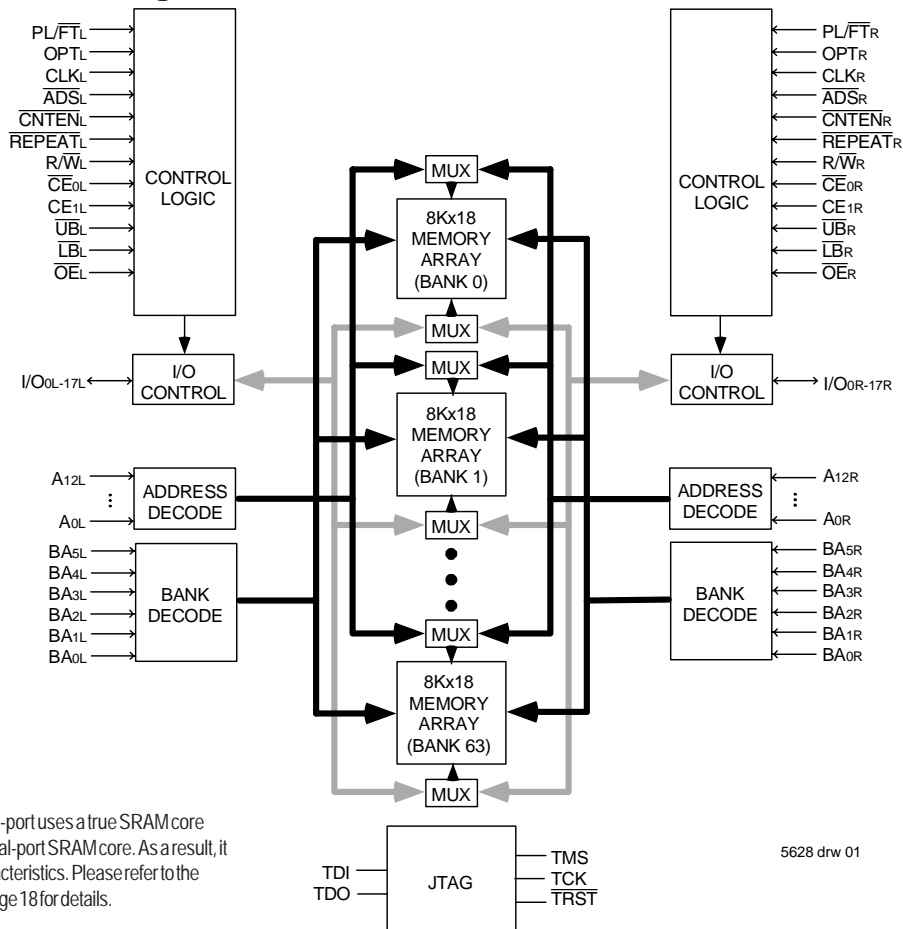 PL/FTL
OPTL
CLKL
ADSL
CNTENL
REPEATL
R/WL
CE0L
CE1L
UBL
LBL
OEL
CONTROL
LOGIC
PL/FTR
OPTR
CLKR
ADSR
CNTENR
REPEATR
R/WR
CE0R
CE1R
UBR
LBR
OER
CONTROL
LOGIC
MUX
8Kx18
MEMORY
ARRAY
(BANK 0)
MUX
I/O0L-17L
I/O
CONTROL
MUX
I/O
CONTROL
I/O0R-17R
8Kx18
MEMORY
ARRAY
(BANK 1)
MUX
A12L
A0L
ADDRESS
DECODE
ADDRESS
DECODE
A12R
A0R
BA5L
BA4L
BA3L
BA2L
BA1L
BA0L
BANK
DECODE
BANK
DECODE
BA5R
BA4R
BA3R
BA2R
BA1R
BA0R
MUX
8Kx18
MEMORY
ARRAY
(BANK 63)
MUX
-port uses a true SRAM core
al-port SRAM core. As a result, it
acteristics. Please refer to the
ge 18 for details.
TDI
TDO
JTAG
TMS
TCK
TRST
5628 drw 01